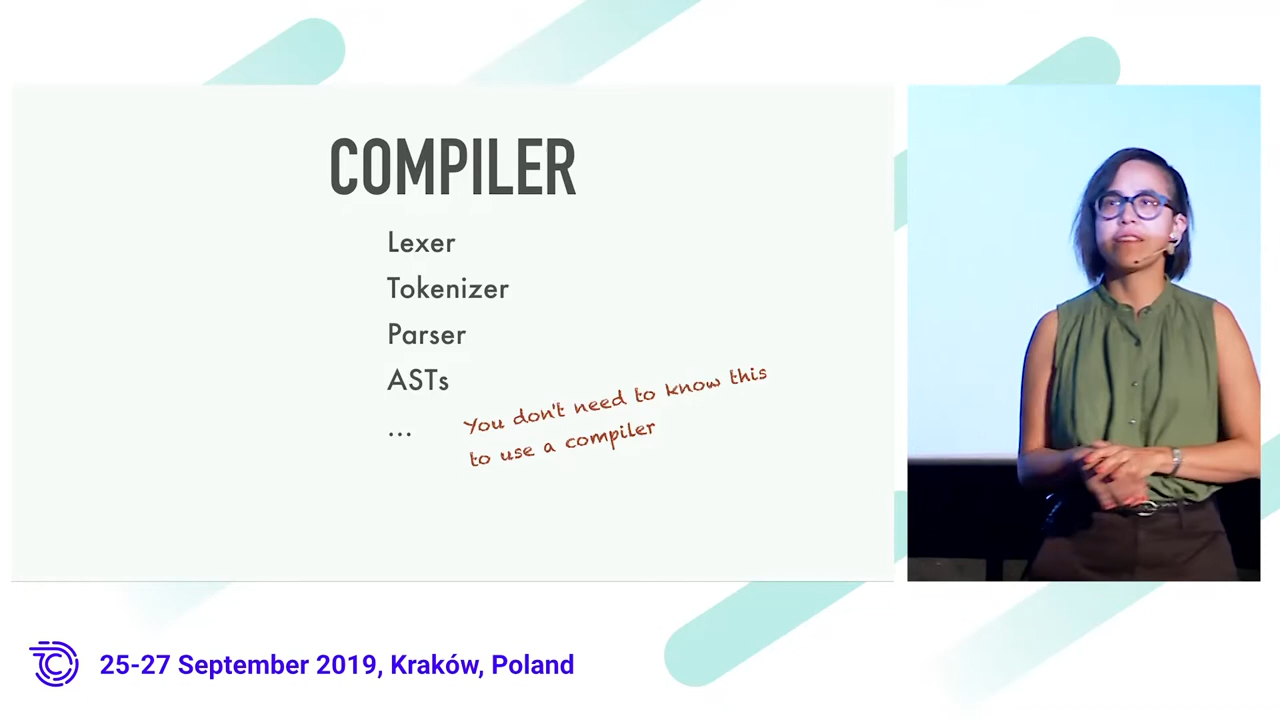 COMPILER
Lexer
Tokenizer
Parser
ASTs
...
You don't need to know this
to use a compiler
25-27 September 2019, Kraków, Poland